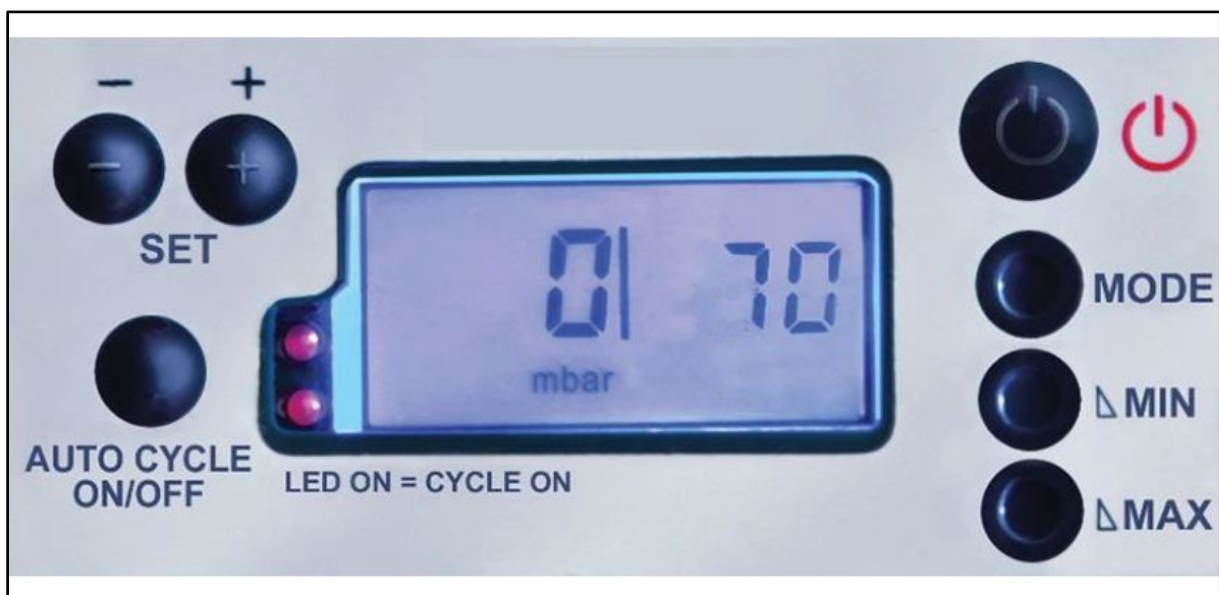 - +
- +
SET
0| 70
mbar
MODE
MIN
AUTO CYCLE
ON/OFF
LED ON = CYCLE ON
MAX